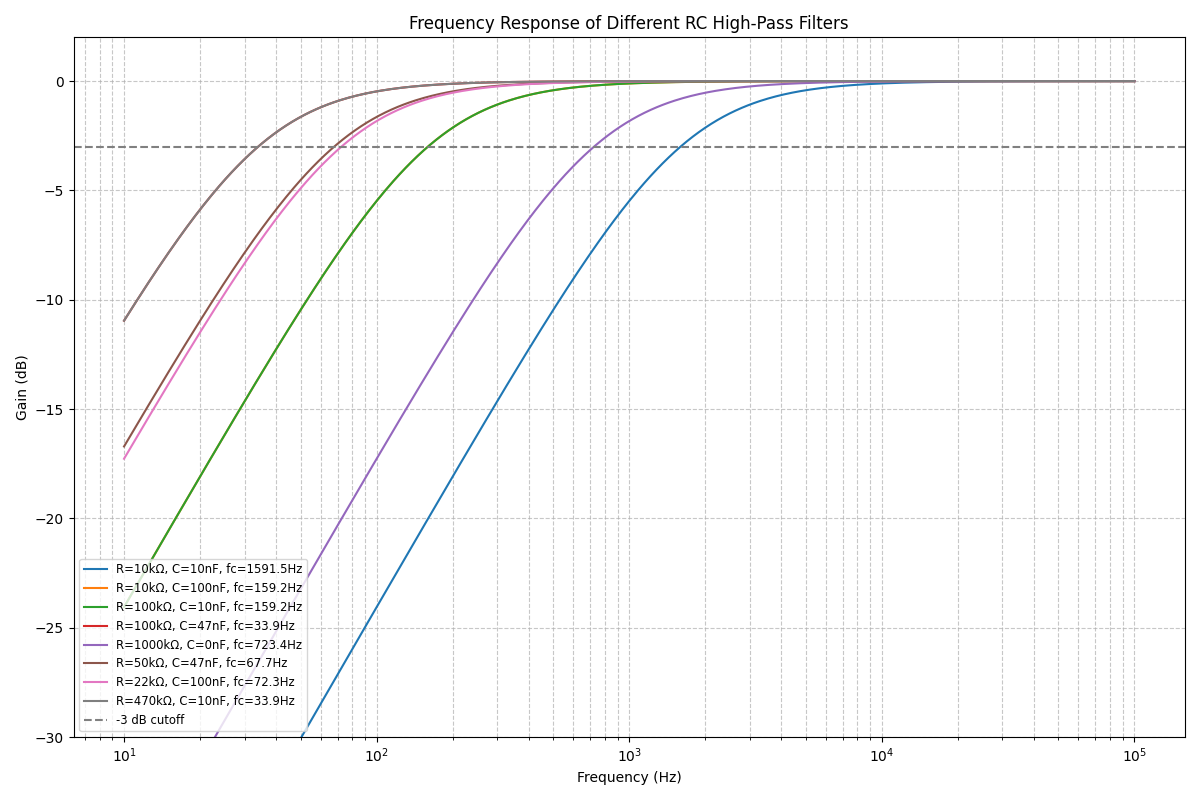 Frequency Response of Different RC High-Pass Filters
Gain (dB)
0
−5
−10
−15
−20
−25
−30
R=10kΩ, C=10nF, fc=1591.5Hz
R=10kΩ, C=100nF, fc=159.2Hz
R=100kΩ, C=10nF, fc=159.2Hz
R=100kΩ, C=47nF, fc=33.9Hz
R=1000kΩ, C=0nF, fc=723.4Hz
R=50kΩ, C=47nF, fc=67.7Hz
R=22kΩ, C=100nF, fc=72.3Hz
R=470kΩ, C=10nF, fc=33.9Hz
-3 dB cutoff
10¹ 10² 10³ 10⁴ 10⁵
Frequency (Hz)